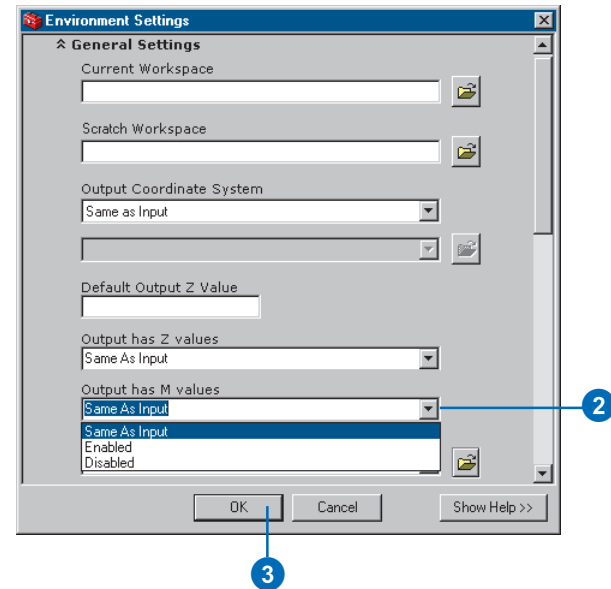 Environment Settings
General Settings
Current Workspace
Scratch Workspace
Output Coordinate System
Same as Input
Default Output Z Value
Output has Z values
Same As Input
Output has M values
Same As Input
2
Same As Input
Enabled
Disabled
OK
Cancel
Show Help >>
3